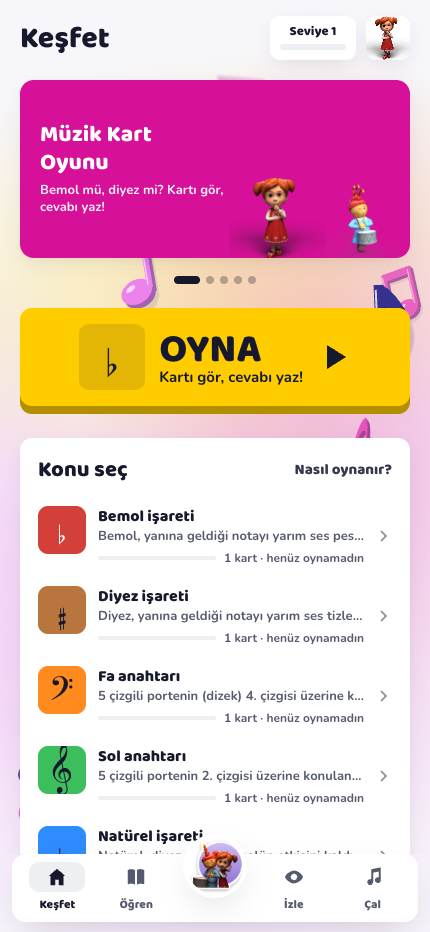 Keşfet
Seviye 1
Müzik Kart
Oyunu
Bemol mü, diyez mi? Kartı gör,
cevabı yaz!
OYNA
Kartı gör, cevabı yaz!
Konu seç
Nasıl oynanır?
Bemol işareti
Bemol, yanına geldiği notayı yarım ses pes...
1 kart · henüz oynamadın
Diyez işareti
Diyez, yanına geldiği notayı yarım ses tizle...
1 kart · henüz oynamadın
Fa anahtarı
5 çizgili portenin (dizek) 4. çizgisi üzerine k...
1 kart · henüz oynamadın
Sol anahtarı
5 çizgili portenin 2. çizgisi üzerine konulan...
1 kart · henüz oynamadın
Natürel işareti
Keşfet
Öğren
İzle
Çal